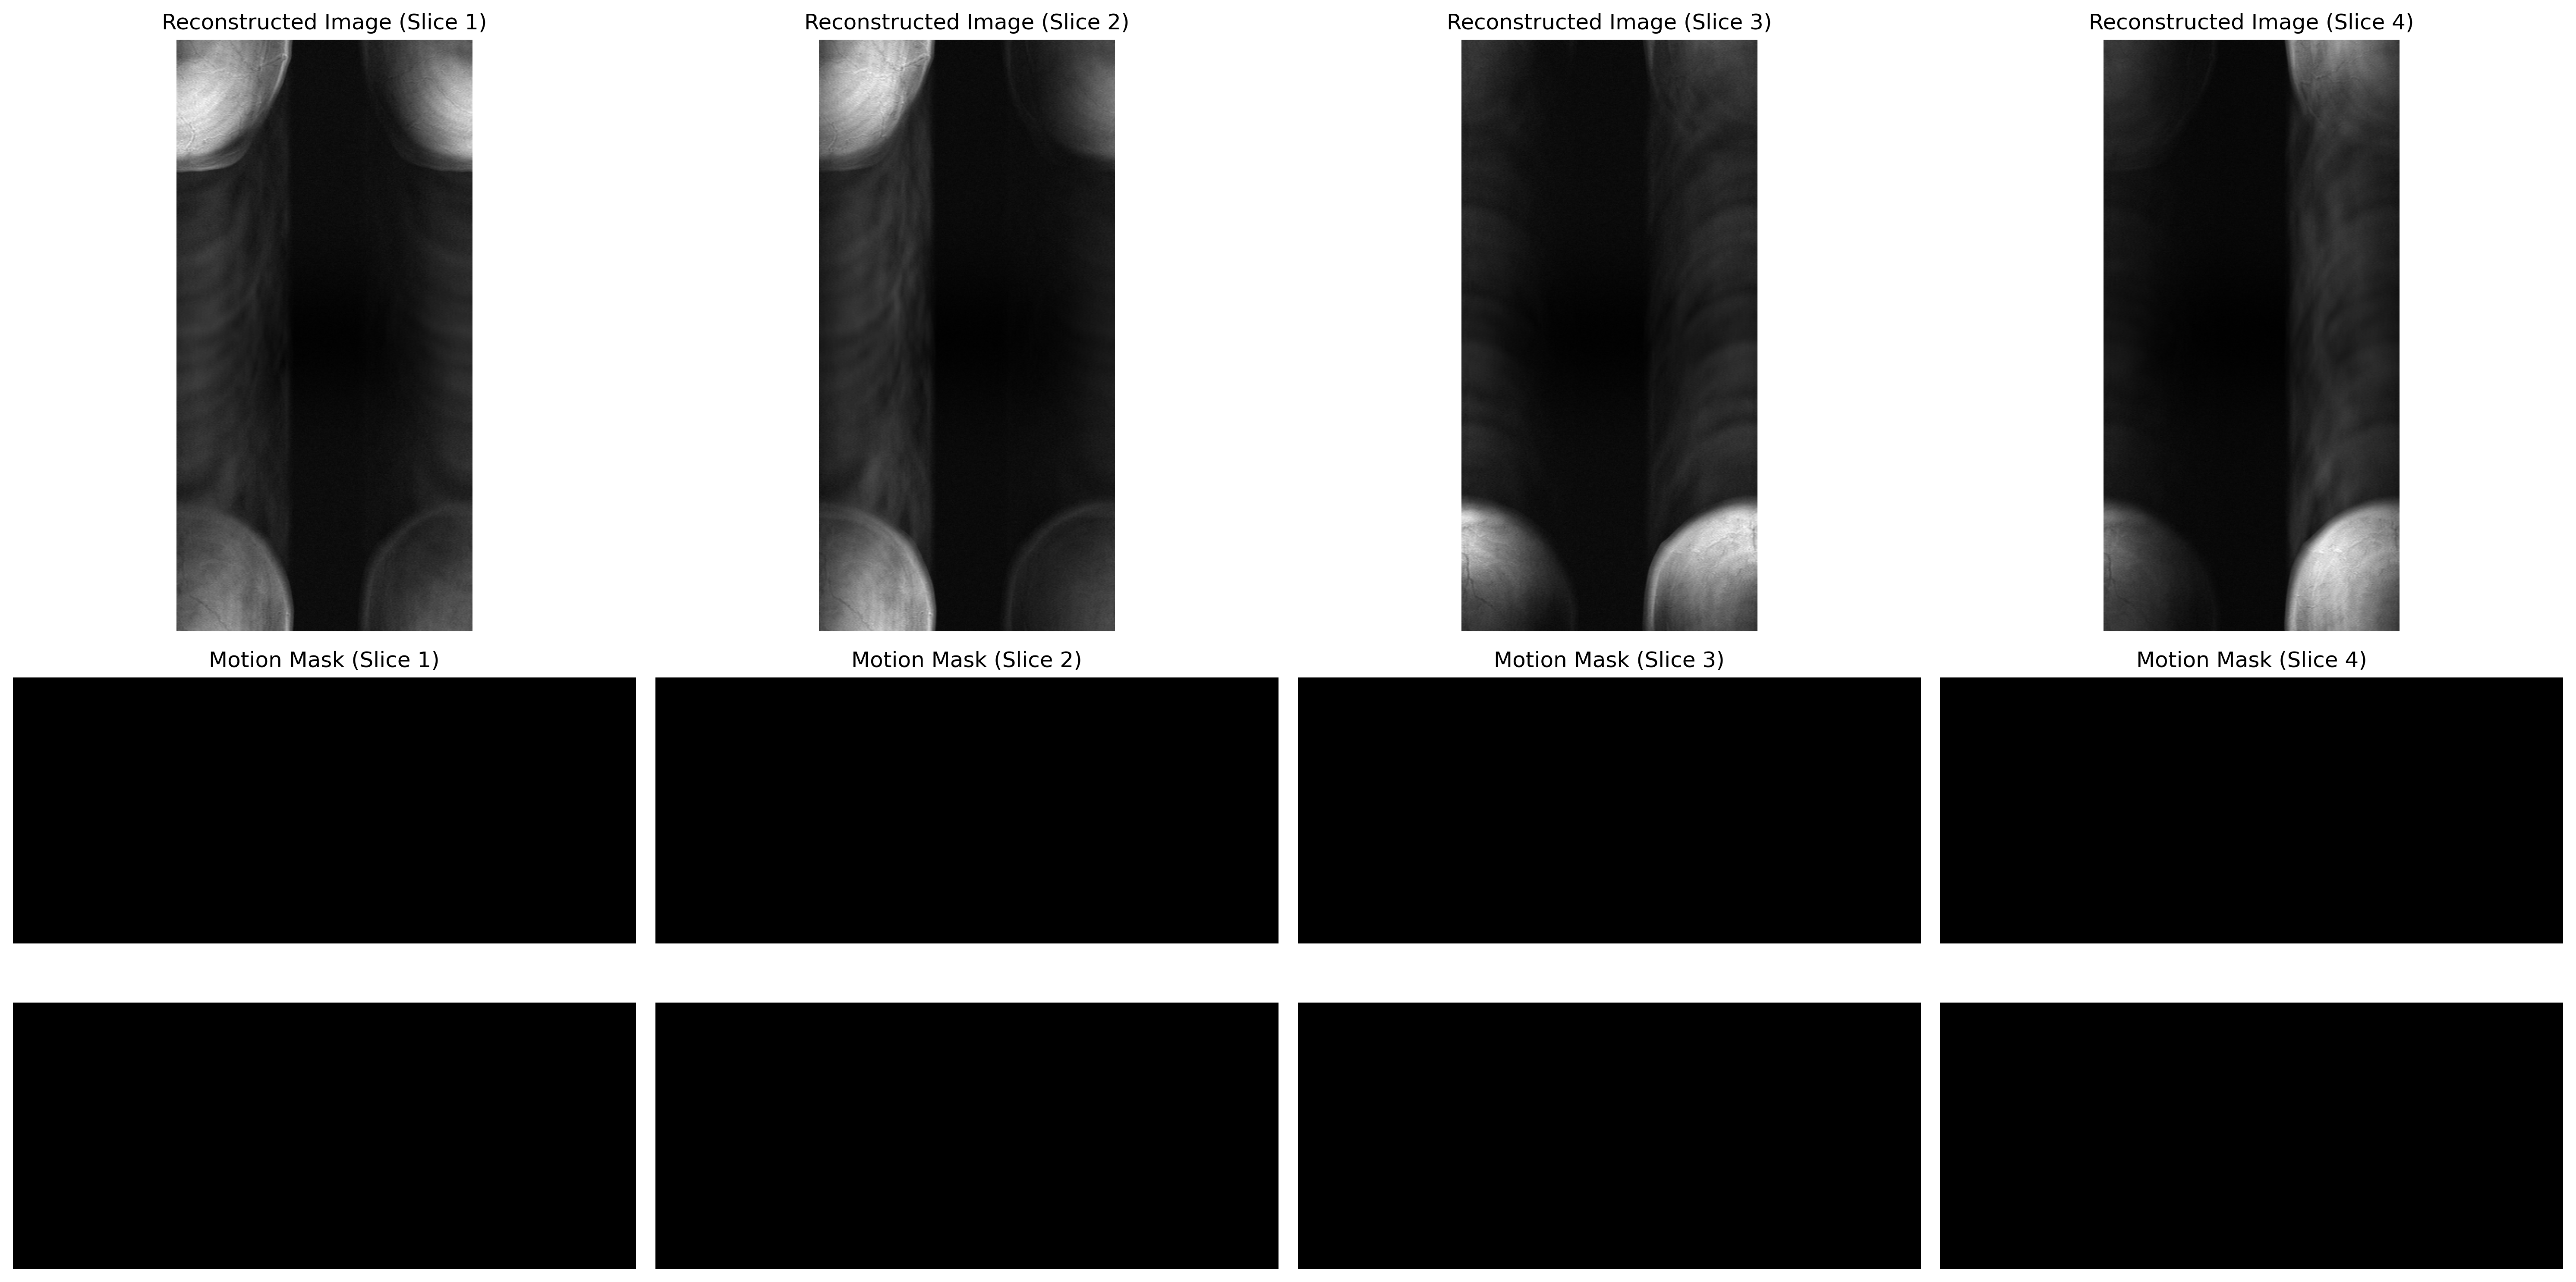 Reconstructed Image (Slice 1)
Reconstructed Image (Slice 2)
Reconstructed Image (Slice 3)
Reconstructed Image (Slice 4)
Motion Mask (Slice 1)
Motion Mask (Slice 2)
Motion Mask (Slice 3)
Motion Mask (Slice 4)